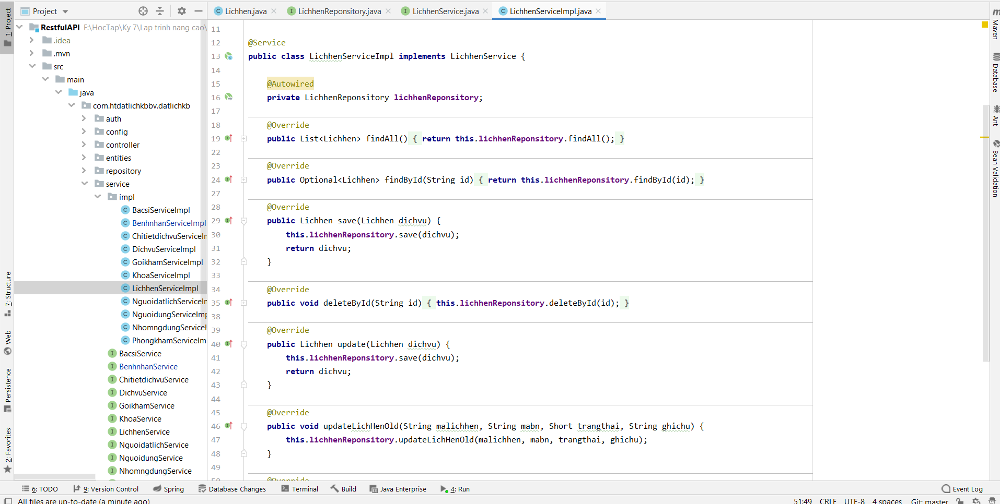 Project
Lichhen.java
LichhenReponsitory.java
LichhenService.java
LichhenServiceImpl.java
1: Project
7: Structure
Web
Persistence
2: Favorites
RestfulAPI F:\HocTap\Ky 7\Lap trinh nang cao\
.idea
.mvn
src
main
java
com.htdatlichkbbv.datlichkb
auth
config
controller
entities
repository
service
impl
BacsiServiceImpl
BenhnhanServiceImpl
ChitietdichvuServiceIm
DichvuServiceImpl
GoikhamServiceImpl
KhoaServiceImpl
LichhenServiceImpl
NguoidatlichServiceIm
NguoidungServiceImp
NhomngdungServiceI
PhongkhamServiceIm
BacsiService
BenhnhanService
ChitietdichvuService
DichvuService
GoikhamService
KhoaService
LichhenService
NguoidatlichService
NguoidungService
NhomngdungService
11
12 @Service
13 public class LichhenServiceImpl implements LichhenService {
14
15 @Autowired
16 private LichhenReponsitory lichhenReponsitory;
17
18 @Override
19 public List<Lichhen> findAll() { return this.lichhenReponsitory.findAll(); }
22
23 @Override
24 public Optional<Lichhen> findById(String id) { return this.lichhenReponsitory.findById(id); }
27
28 @Override
29 public Lichhen save(Lichhen dichvu) {
30 this.lichhenReponsitory.save(dichvu);
31 return dichvu;
32 }
33
34 @Override
35 public void deleteById(String id) { this.lichhenReponsitory.deleteById(id); }
38
39 @Override
40 public Lichhen update(Lichhen dichvu) {
41 this.lichhenReponsitory.save(dichvu);
42 return dichvu;
43 }
44
45 @Override
46 public void updateLichHenOld(String malichhen, String mabn, Short trangthai, String ghichu) {
47 this.lichhenReponsitory.updateLichHenOld(malichhen, mabn, trangthai, ghichu);
48 }
49
50 @Override
Maven
Database
Ant
Bean Validation
6: TODO
9: Version Control
Spring
Database Changes
Terminal
Build
Java Enterprise
4: Run
Event Log
All files are up-to-date (a minute ago)
51:49 CRLF UTF-8 4 spaces Git: master